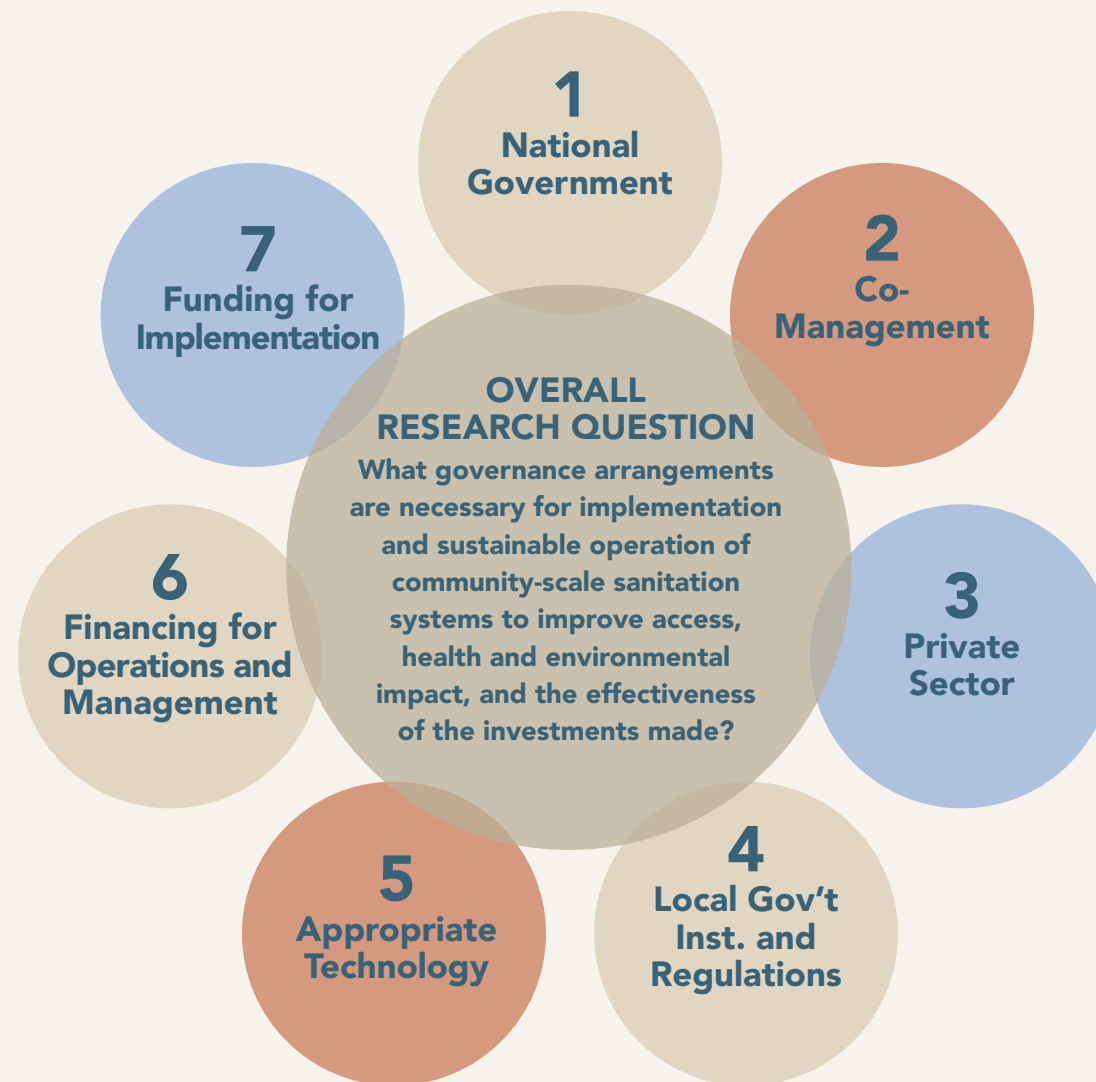 1
National
Government
2
Co-
Management
3
Private
Sector
4
Local Gov’t
Inst. and
Regulations
5
Appropriate
Technology
6
Financing for
Operations and
Management
7
Funding for
Implementation
OVERALL
RESEARCH QUESTION
What governance arrangements
are necessary for implementation
and sustainable operation of
community-scale sanitation
systems to improve access,
health and environmental
impact, and the effectiveness
of the investments made?